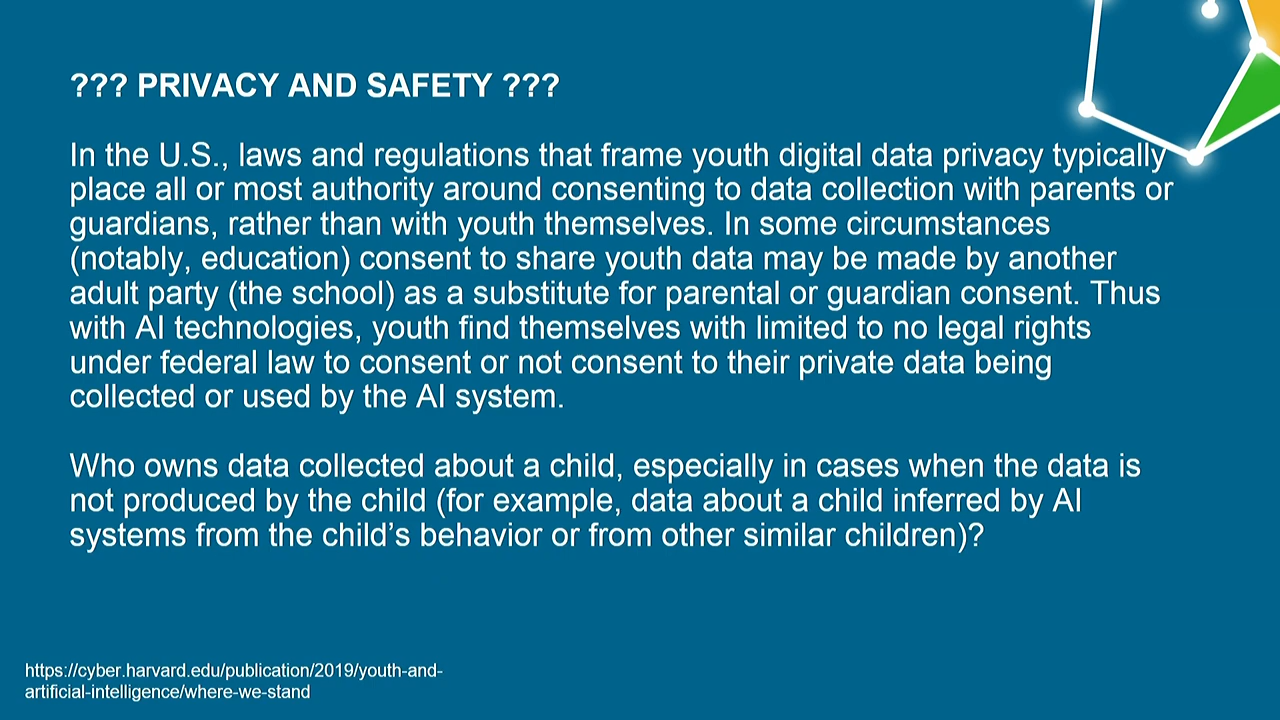 ??? PRIVACY AND SAFETY ???
In the U.S., laws and regulations that frame youth digital data privacy typically
place all or most authority around consenting to data collection with parents or
guardians, rather than with youth themselves. In some circumstances
(notably, education) consent to share youth data may be made by another
adult party (the school) as a substitute for parental or guardian consent. Thus
with AI technologies, youth find themselves with limited to no legal rights
under federal law to consent or not consent to their private data being
collected or used by the AI system.
Who owns data collected about a child, especially in cases when the data is
not produced by the child (for example, data about a child inferred by AI
systems from the child’s behavior or from other similar children)?
https://cyber.harvard.edu/publication/2019/youth-and-
artificial-intelligence/where-we-stand